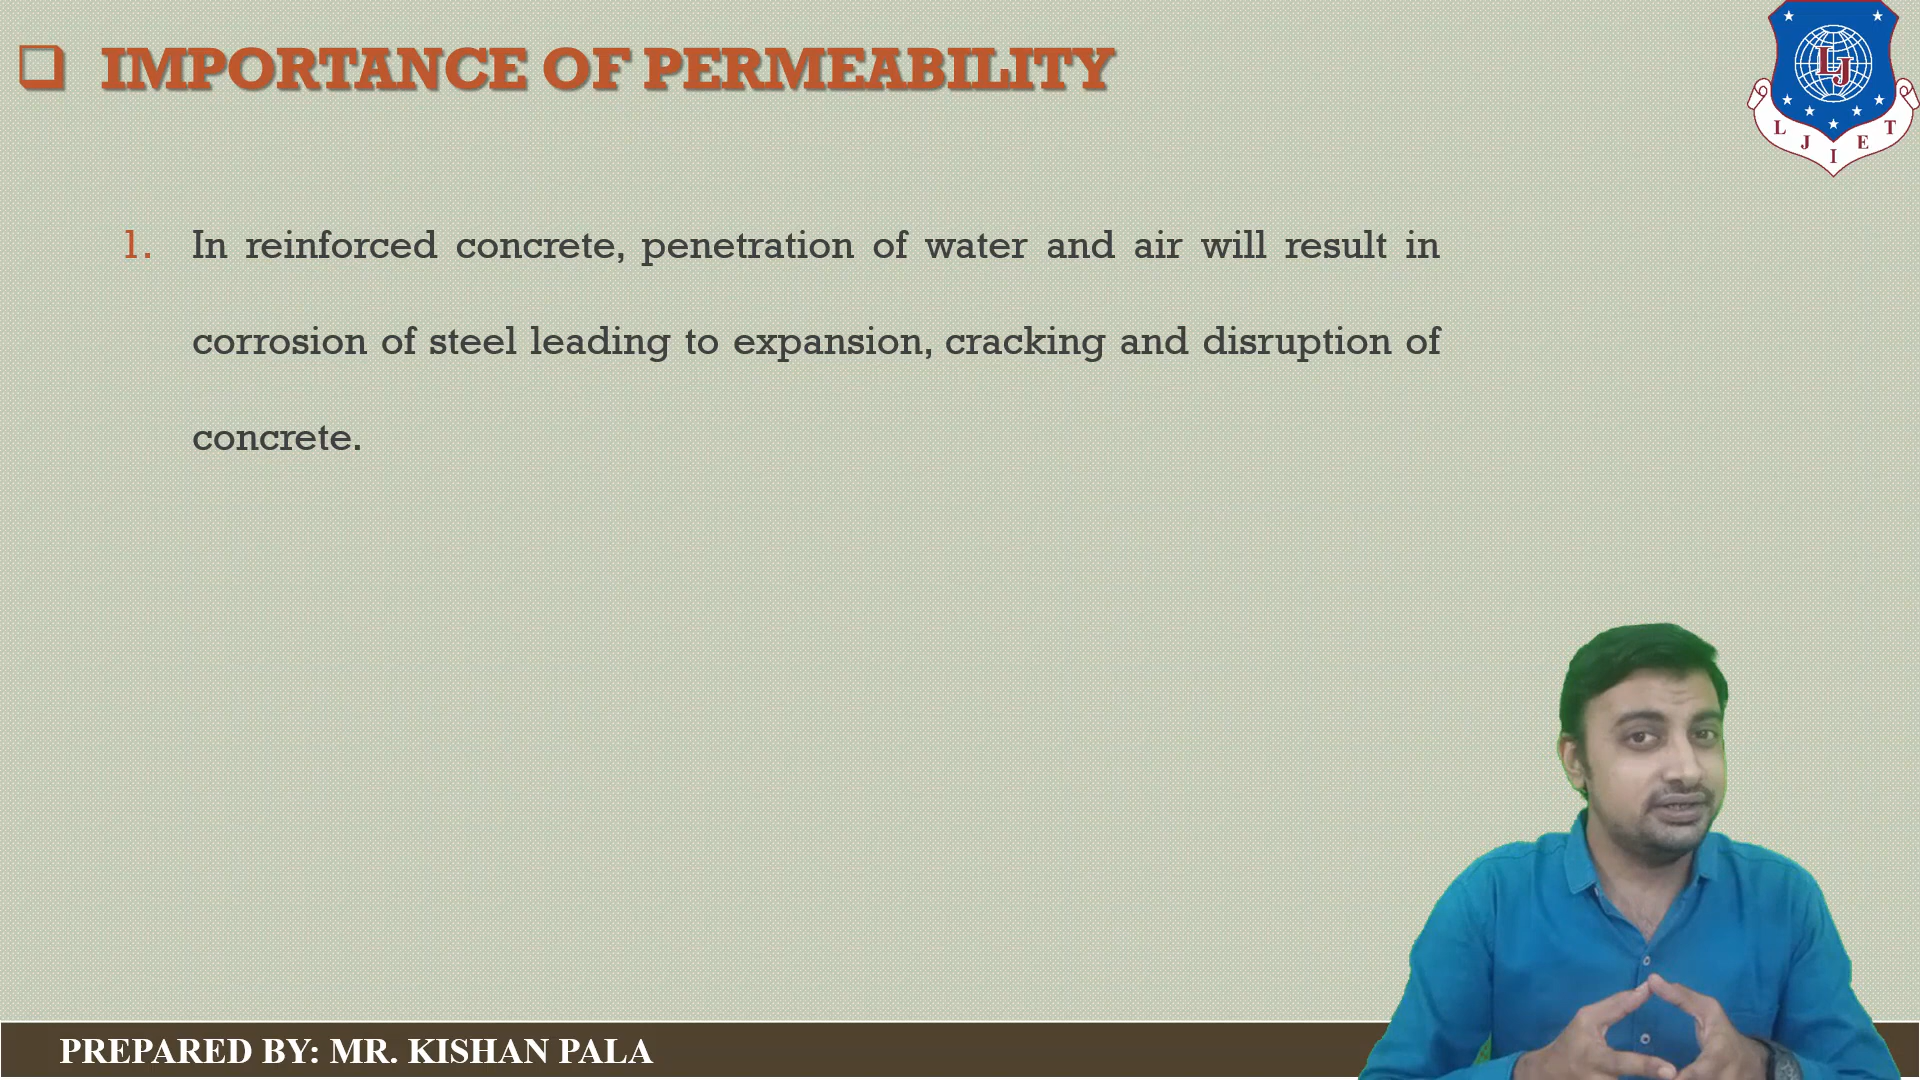 IMPORTANCE OF PERMEABILITY
LJ
L J I E T
1. In reinforced concrete, penetration of water and air will result in
corrosion of steel leading to expansion, cracking and disruption of
concrete.
PREPARED BY: MR. KISHAN PALA